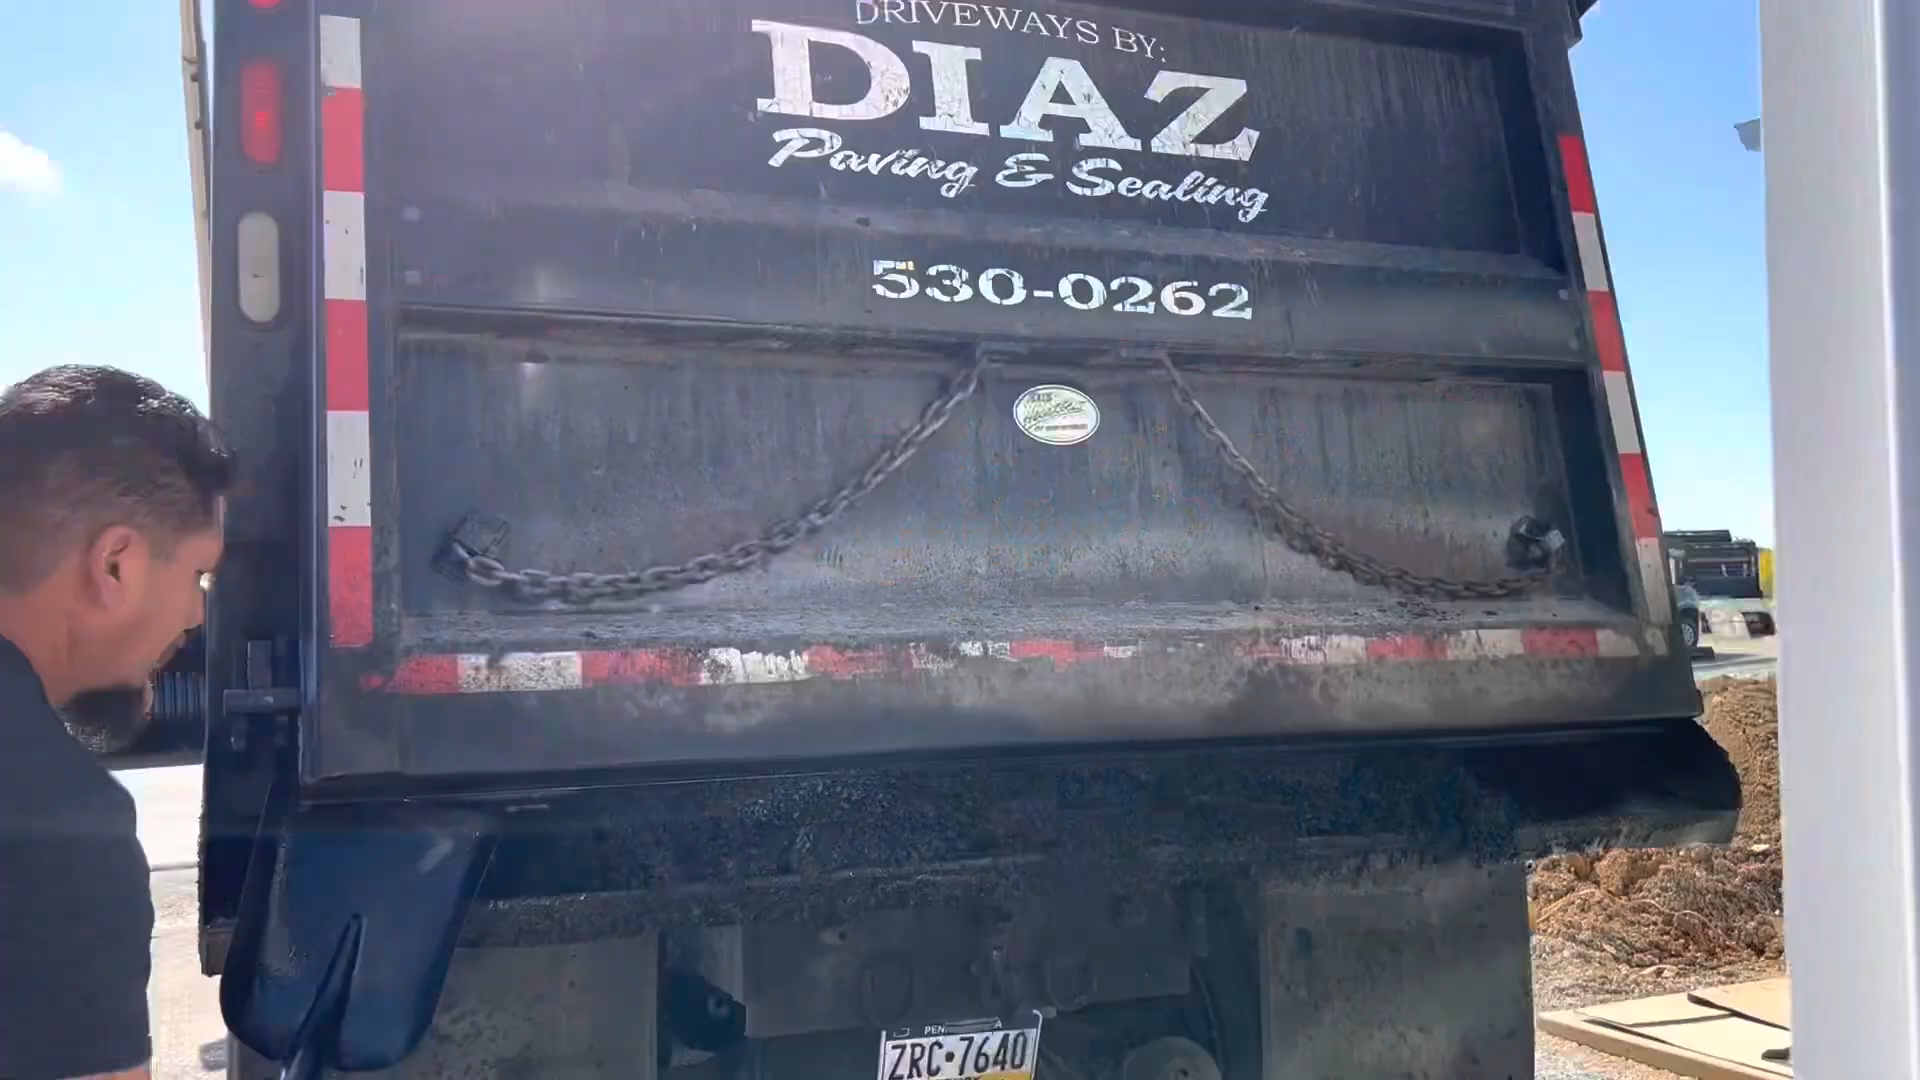 DRIVEWAYS BY:
DIAZ
Paving & Sealing
530-0262
ZRC•7640